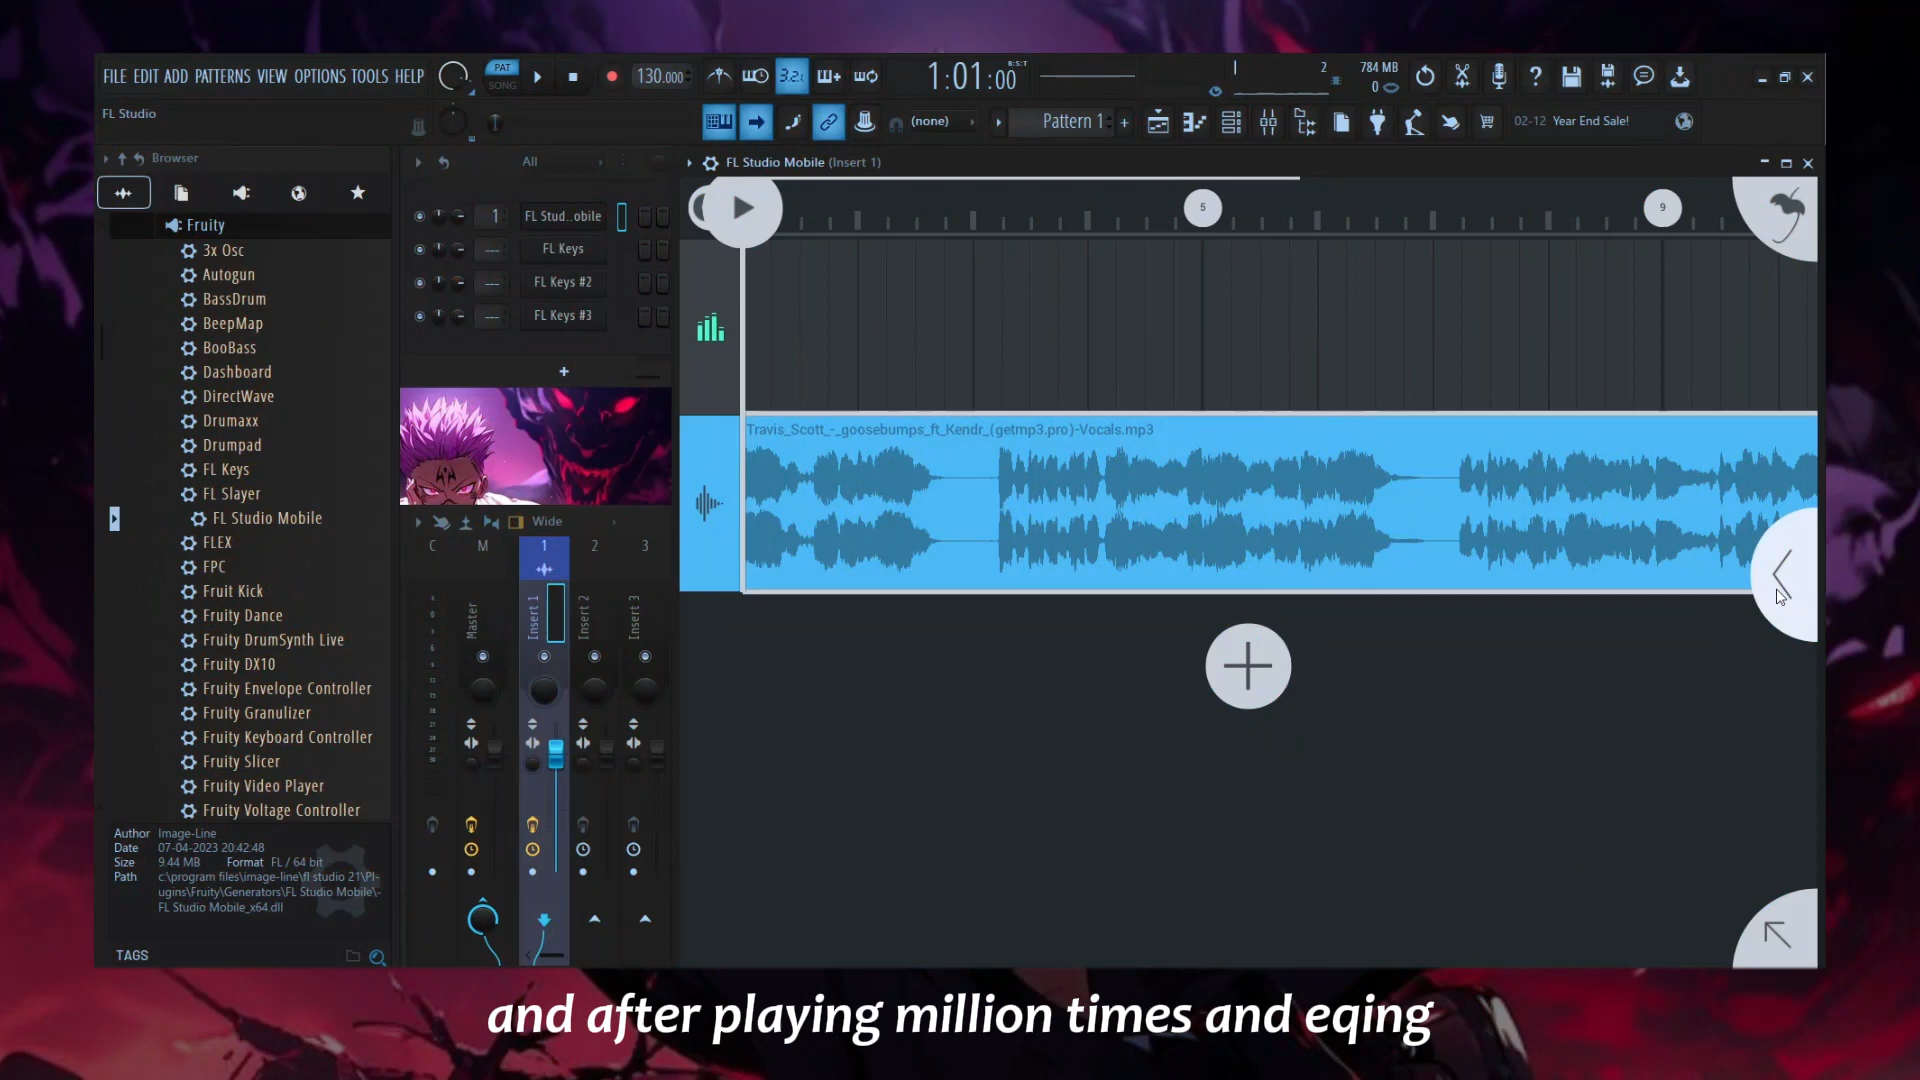 FILE EDIT ADD PATTERNS VIEW OPTIONS TOOLS HELP
PAT
SONG
130.000
3.2.
1:01:00
B:S:T
2
784 MB
0
FL Studio
(none)
Pattern 1
+
02-12 Year End Sale!
Browser
All
FL Studio Mobile (Insert 1)
Fruity
3x Osc
Autogun
BassDrum
BeepMap
BooBass
Dashboard
DirectWave
Drumaxx
Drumpad
FL Keys
FL Slayer
FL Studio Mobile
FLEX
FPC
Fruit Kick
Fruity Dance
Fruity DrumSynth Live
Fruity DX10
Fruity Envelope Controller
Fruity Granulizer
Fruity Keyboard Controller
Fruity Slicer
Fruity Video Player
Fruity Voltage Controller
Author Image-Line
Date 07-04-2023 20:42:48
Size 9.44 MB Format FL / 64 bit
Path c:\program files\image-line\fl studio 21\Pl-
ugins\Fruity\Generators\FL Studio Mobile\-
FL Studio Mobile_x64.dll
TAGS
1 FL Stud..obile
--- FL Keys
--- FL Keys #2
--- FL Keys #3
+
Wide
C M 1 2 3
Master
Insert 1
Insert 2
Insert 3
5
9
Travis_Scott_-_goosebumps_ft_Kendr_(getmp3.pro)-Vocals.mp3
and after playing million times and eqing